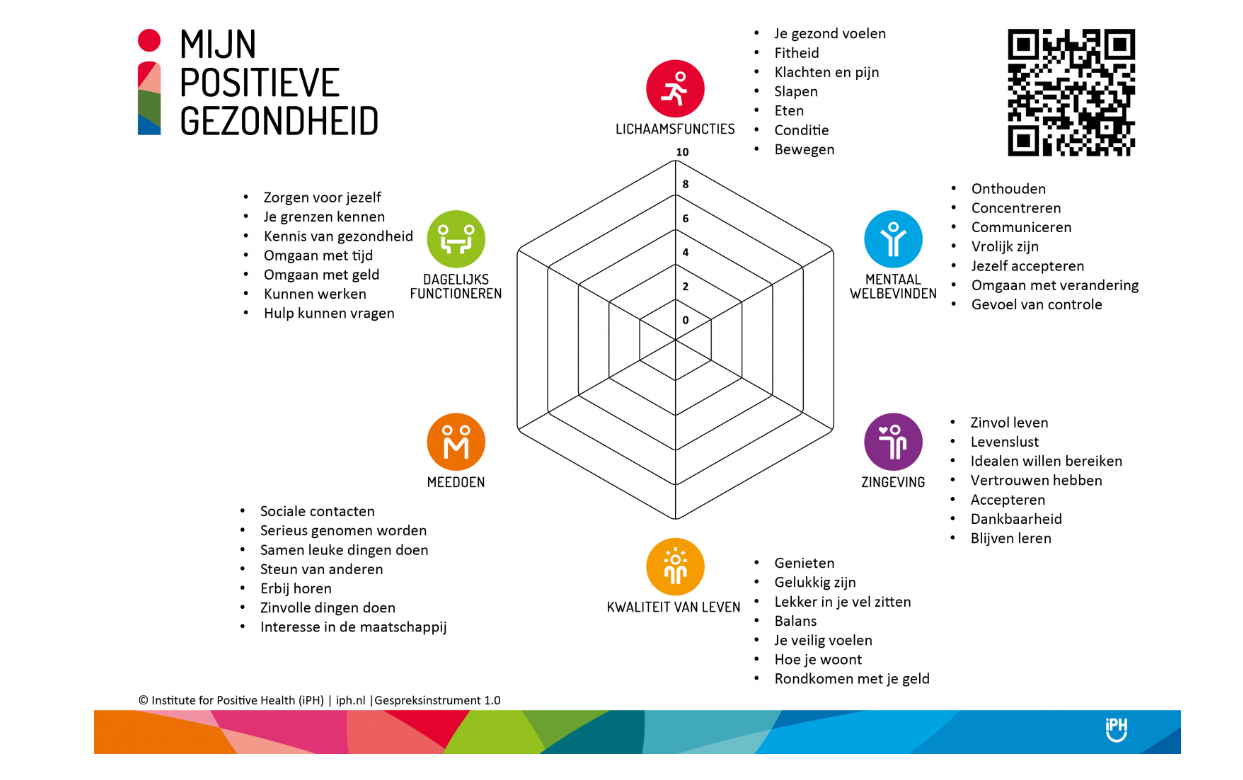 MIJN
POSITIEVE
GEZONDHEID
LICHAAMSFUNCTIES
• Je gezond voelen
• Fitheid
• Klachten en pijn
• Slapen
• Eten
• Conditie
• Bewegen
10
8
6
4
2
0
MENTAAL
WELBEVINDEN
• Onthouden
• Concentreren
• Communiceren
• Vrolijk zijn
• Jezelf accepteren
• Omgaan met verandering
• Gevoel van controle
• Zorgen voor jezelf
• Je grenzen kennen
• Kennis van gezondheid
• Omgaan met tijd
• Omgaan met geld
• Kunnen werken
• Hulp kunnen vragen
DAGELIJKS
FUNCTIONEREN
ZINGEVING
• Zinvol leven
• Levenslust
• Idealen willen bereiken
• Vertrouwen hebben
• Accepteren
• Dankbaarheid
• Blijven leren
MEEDOEN
• Sociale contacten
• Serieus genomen worden
• Samen leuke dingen doen
• Steun van anderen
• Erbij horen
• Zinvolle dingen doen
• Interesse in de maatschappij
KWALITEIT VAN LEVEN
• Genieten
• Gelukkig zijn
• Lekker in je vel zitten
• Balans
• Je veilig voelen
• Hoe je woont
• Rondkomen met je geld
© Institute for Positive Health (iPH) | iph.nl |Gespreksinstrument 1.0
iPH